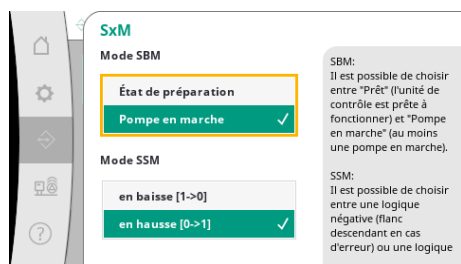 SxM
Mode SBM
État de préparation
Pompe en marche
Mode SSM
en baisse [1->0]
en hausse [0->1]
SBM:
Il est possible de choisir
entre "Prêt" (l'unité de
contrôle est prête à
fonctionner) et "Pompe
en marche" (au moins
une pompe en marche).
SSM:
Il est possible de choisir
entre une logique
négative (flanc
descendant en cas
d'erreur) ou une logique
?